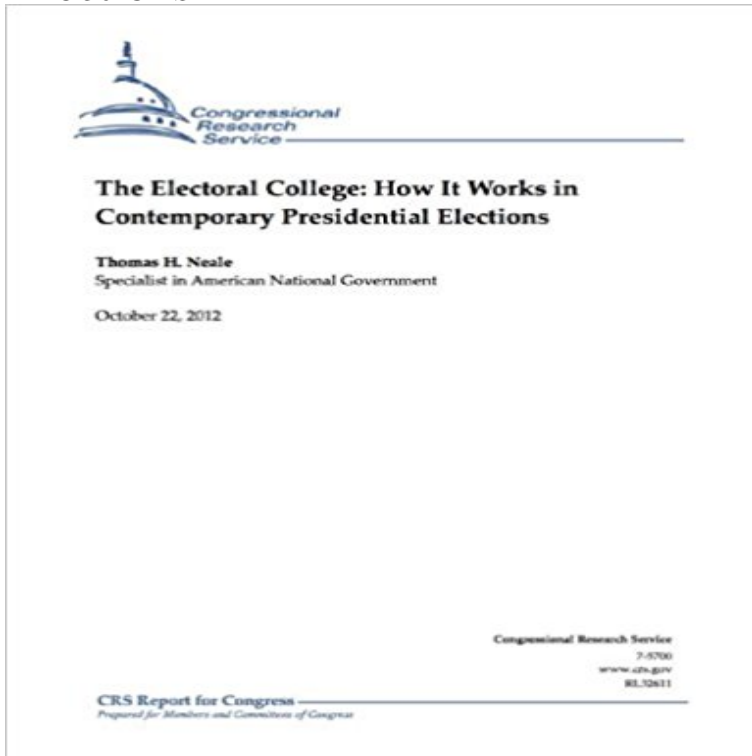 Congressional
Research
Service
The Electoral College: How It Works in
Contemporary Presidential Elections
Thomas H. Neale
Specialist in American National Government
October 22, 2012
Congressional Research Service
7-5700
www.crs.gov
RL32611
CRS Report for Congress
Prepared for Members and Committees of Congress